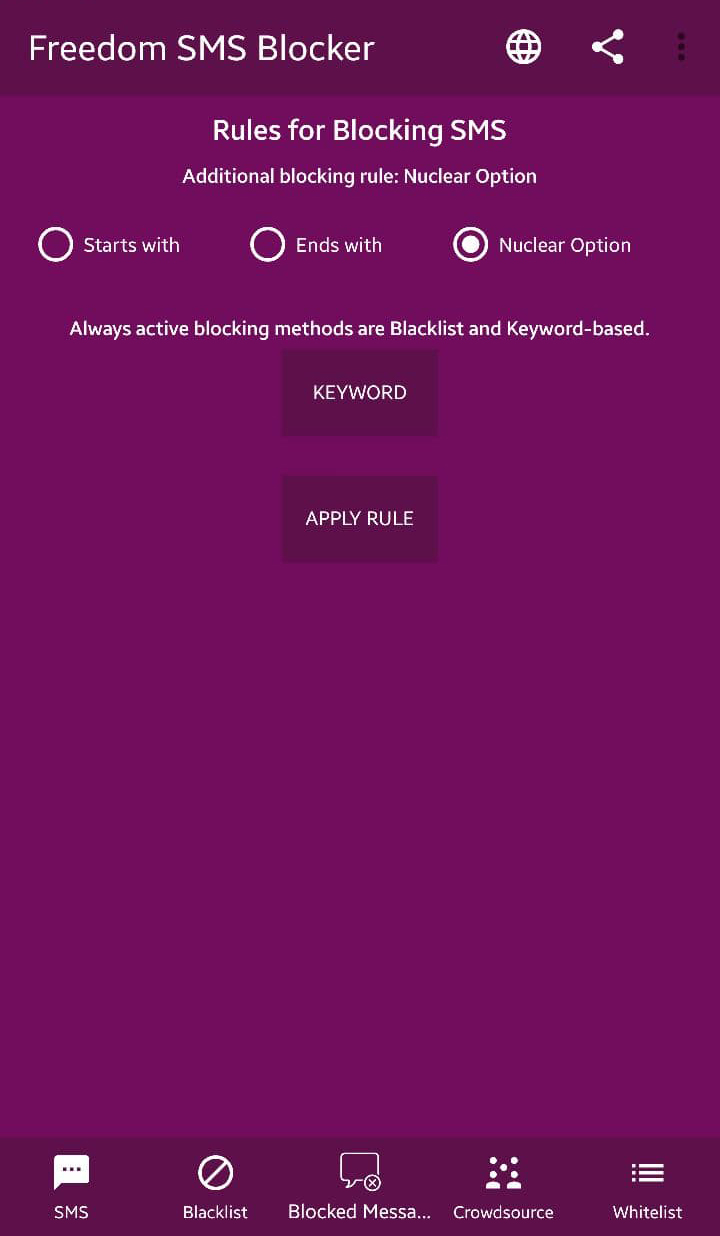 Freedom SMS Blocker
Rules for Blocking SMS
Additional blocking rule: Nuclear Option
Starts with
Ends with
Nuclear Option
Always active blocking methods are Blacklist and Keyword-based.
KEYWORD
APPLY RULE
SMS
Blacklist
Blocked Messa...
Crowdsource
Whitelist